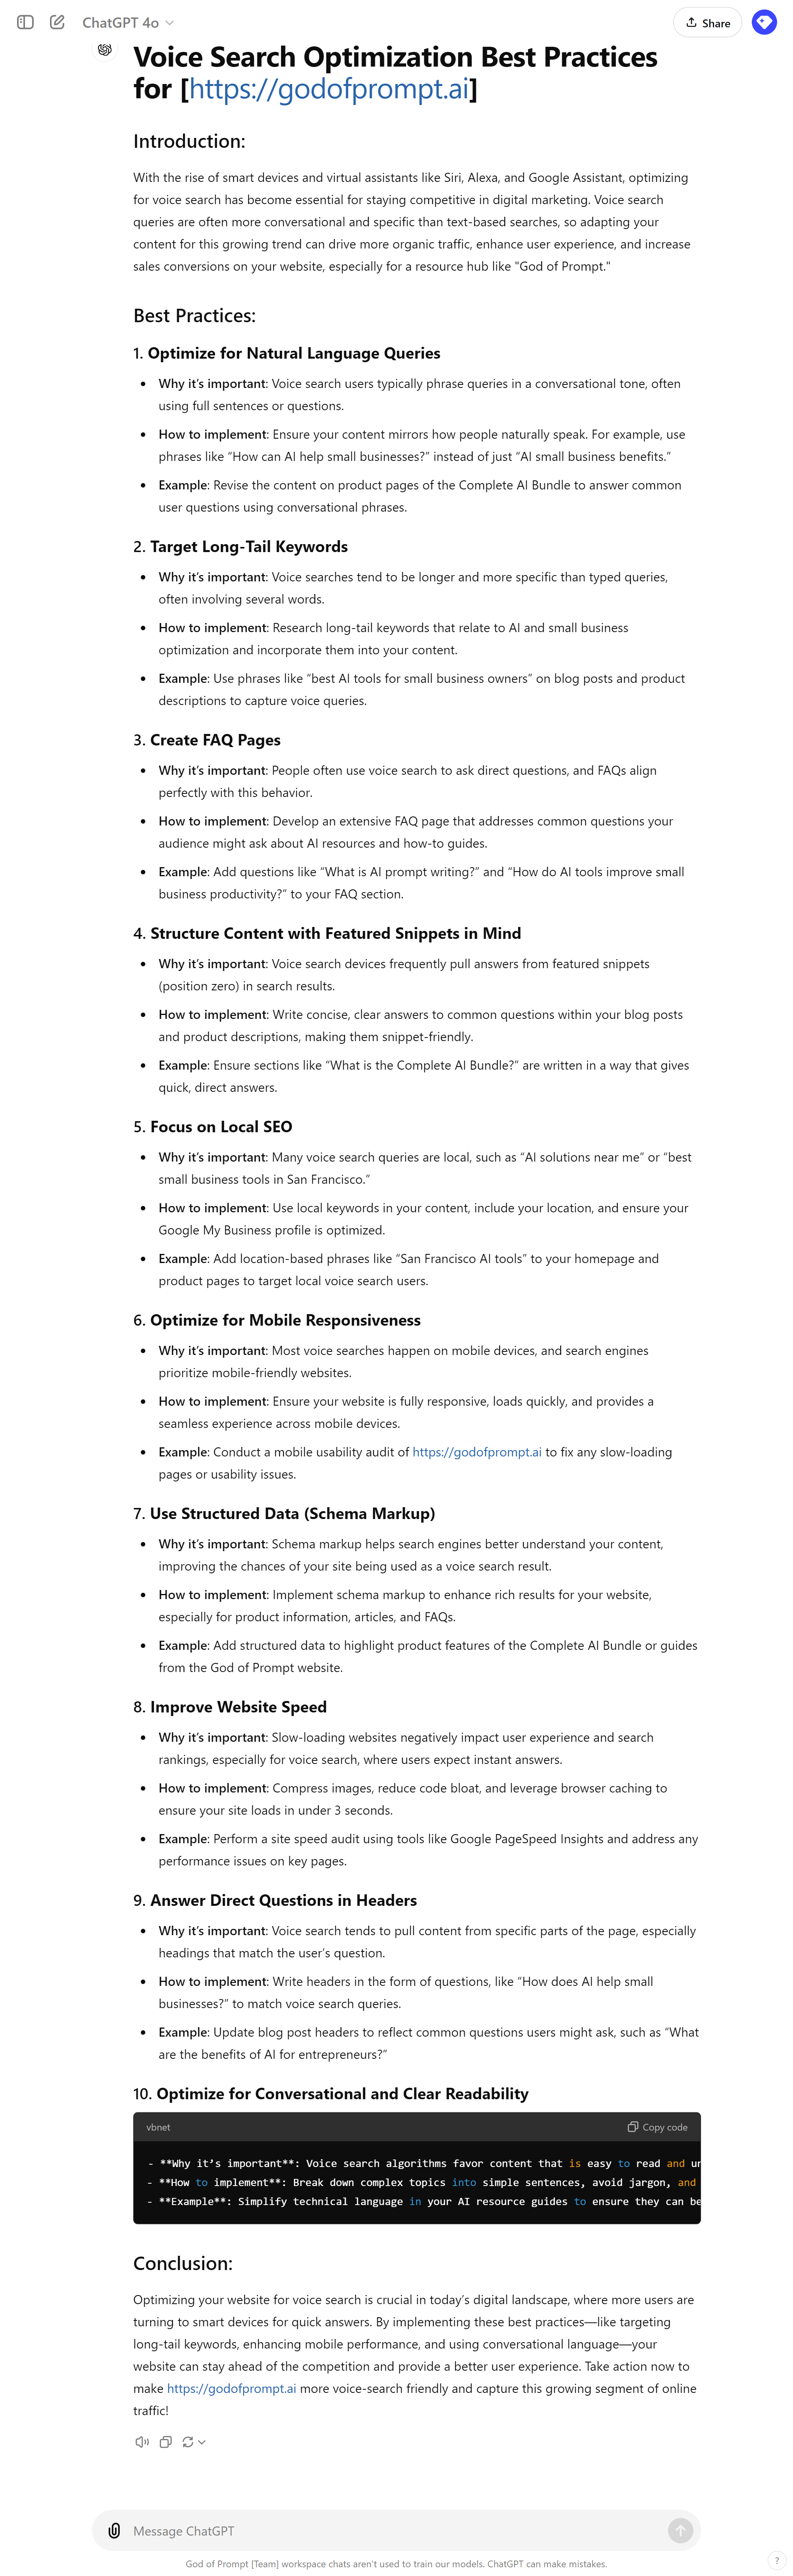 ChatGPT 4o
Share
Voice Search Optimization Best Practices
for [https://godofprompt.ai]
Introduction:
With the rise of smart devices and virtual assistants like Siri, Alexa, and Google Assistant, optimizing
for voice search has become essential for staying competitive in digital marketing. Voice search
queries are often more conversational and specific than text-based searches, so adapting your
content for this growing trend can drive more organic traffic, enhance user experience, and increase
sales conversions on your website, especially for a resource hub like "God of Prompt."
Best Practices:
1. Optimize for Natural Language Queries
• Why it’s important: Voice search users typically phrase queries in a conversational tone, often
using full sentences or questions.
• How to implement: Ensure your content mirrors how people naturally speak. For example, use
phrases like “How can AI help small businesses?” instead of just “AI small business benefits.”
• Example: Revise the content on product pages of the Complete AI Bundle to answer common
user questions using conversational phrases.
2. Target Long-Tail Keywords
• Why it’s important: Voice searches tend to be longer and more specific than typed queries,
often involving several words.
• How to implement: Research long-tail keywords that relate to AI and small business
optimization and incorporate them into your content.
• Example: Use phrases like “best AI tools for small business owners” on blog posts and product
descriptions to capture voice queries.
3. Create FAQ Pages
• Why it’s important: People often use voice search to ask direct questions, and FAQs align
perfectly with this behavior.
• How to implement: Develop an extensive FAQ page that addresses common questions your
audience might ask about AI resources and how-to guides.
• Example: Add questions like “What is AI prompt writing?” and “How do AI tools improve small
business productivity?” to your FAQ section.
4. Structure Content with Featured Snippets in Mind
• Why it’s important: Voice search devices frequently pull answers from featured snippets
(position zero) in search results.
• How to implement: Write concise, clear answers to common questions within your blog posts
and product descriptions, making them snippet-friendly.
• Example: Ensure sections like “What is the Complete AI Bundle?” are written in a way that gives
quick, direct answers.
5. Focus on Local SEO
• Why it’s important: Many voice search queries are local, such as “AI solutions near me” or “best
small business tools in San Francisco.”
• How to implement: Use local keywords in your content, include your location, and ensure your
Google My Business profile is optimized.
• Example: Add location-based phrases like “San Francisco AI tools” to your homepage and
product pages to target local voice search users.
6. Optimize for Mobile Responsiveness
• Why it’s important: Most voice searches happen on mobile devices, and search engines
prioritize mobile-friendly websites.
• How to implement: Ensure your website is fully responsive, loads quickly, and provides a
seamless experience across mobile devices.
• Example: Conduct a mobile usability audit of https://godofprompt.ai to fix any slow-loading
pages or usability issues.
7. Use Structured Data (Schema Markup)
• Why it’s important: Schema markup helps search engines better understand your content,
improving the chances of your site being used as a voice search result.
• How to implement: Implement schema markup to enhance rich results for your website,
especially for product information, articles, and FAQs.
• Example: Add structured data to highlight product features of the Complete AI Bundle or guides
from the God of Prompt website.
8. Improve Website Speed
• Why it’s important: Slow-loading websites negatively impact user experience and search
rankings, especially for voice search, where users expect instant answers.
• How to implement: Compress images, reduce code bloat, and leverage browser caching to
ensure your site loads in under 3 seconds.
• Example: Perform a site speed audit using tools like Google PageSpeed Insights and address any
performance issues on key pages.
9. Answer Direct Questions in Headers
• Why it’s important: Voice search tends to pull content from specific parts of the page, especially
headings that match the user’s question.
• How to implement: Write headers in the form of questions, like “How does AI help small
businesses?” to match voice search queries.
• Example: Update blog post headers to reflect common questions users might ask, such as “What
are the benefits of AI for entrepreneurs?”
10. Optimize for Conversational and Clear Readability
vbnet
Copy code
- **Why it’s important**: Voice search algorithms favor content that is easy to read and un
- **How to implement**: Break down complex topics into simple sentences, avoid jargon, and
- **Example**: Simplify technical language in your AI resource guides to ensure they can be
Conclusion:
Optimizing your website for voice search is crucial in today’s digital landscape, where more users are
turning to smart devices for quick answers. By implementing these best practices—like targeting
long-tail keywords, enhancing mobile performance, and using conversational language—your
website can stay ahead of the competition and provide a better user experience. Take action now to
make https://godofprompt.ai more voice-search friendly and capture this growing segment of online
traffic!
Message ChatGPT
God of Prompt [Team] workspace chats aren't used to train our models. ChatGPT can make mistakes.
?